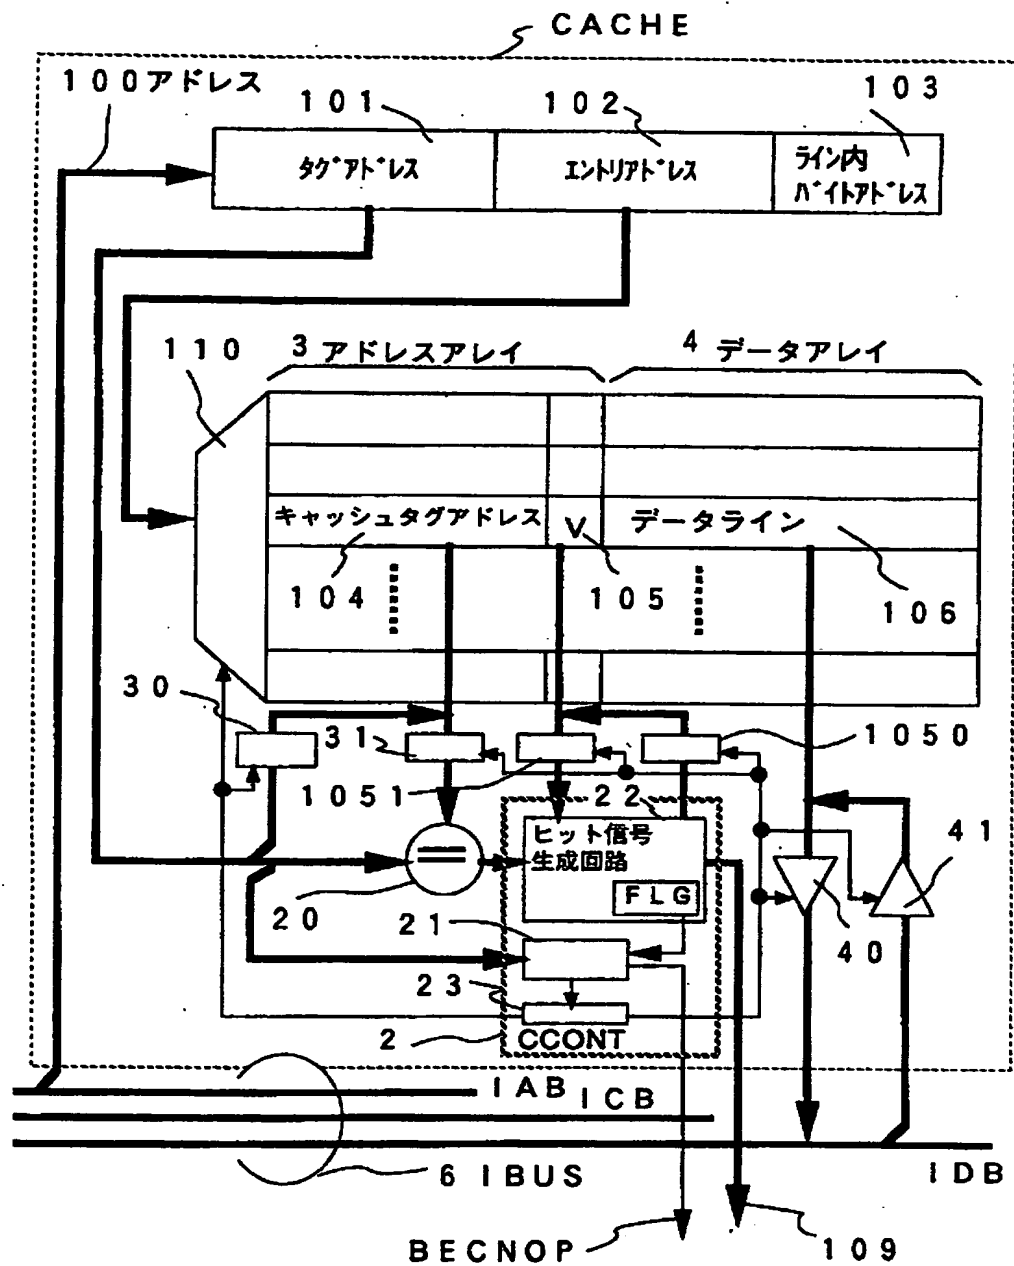 CACHE
100アドレス
101
102
103
タグアドレス
エントリアドレス
ライン内
バイトアドレス
110
3 アドレスアレイ
4 データアレイ
キャッシュタグアドレス
V
データライン
104
105
106
30
31
1051
1050
22
ヒット信号
生成回路
FLG
41
40
20
21
23
2
CCONT
IAB
ICB
6 IBUS
IDB
BECNOP
109